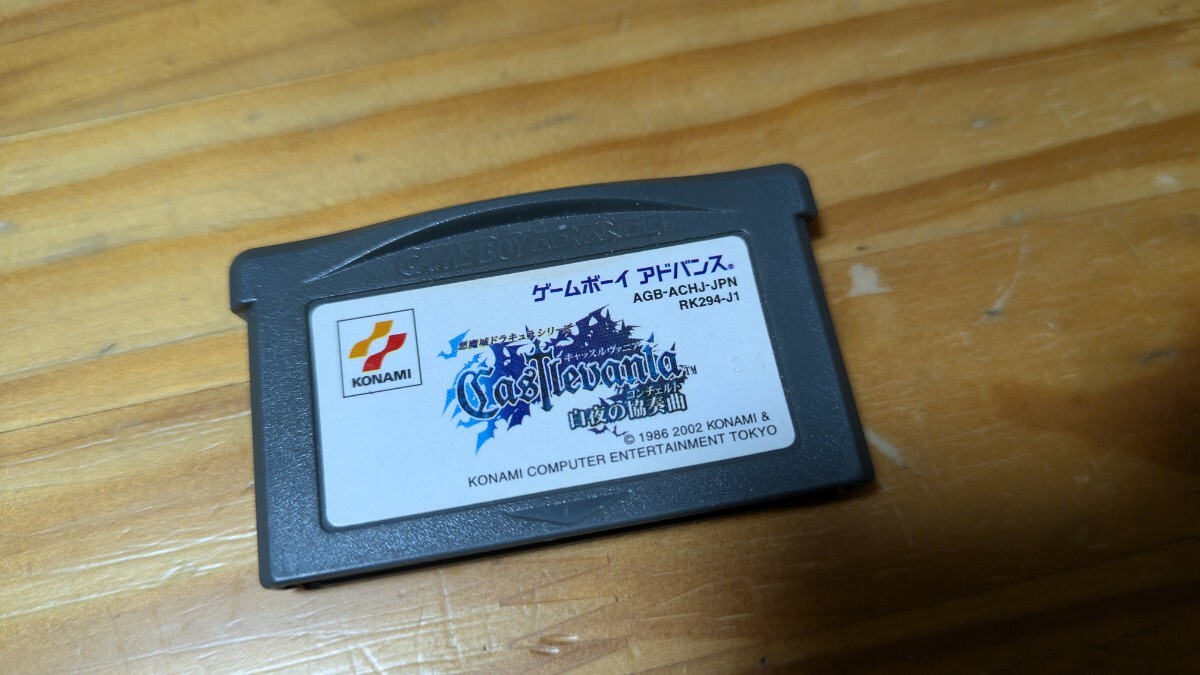 GAME BOY ADVANCE
ゲームボーイ アドバンス®
AGB-ACHJ-JPN
RK294-J1
KONAMI
悪魔城ドラキュラシリーズ
キャッスルヴァニア
Castlevania™
コンチェルト
白夜の協奏曲
© 1986 2002 KONAMI &
KONAMI COMPUTER ENTERTAINMENT TOKYO